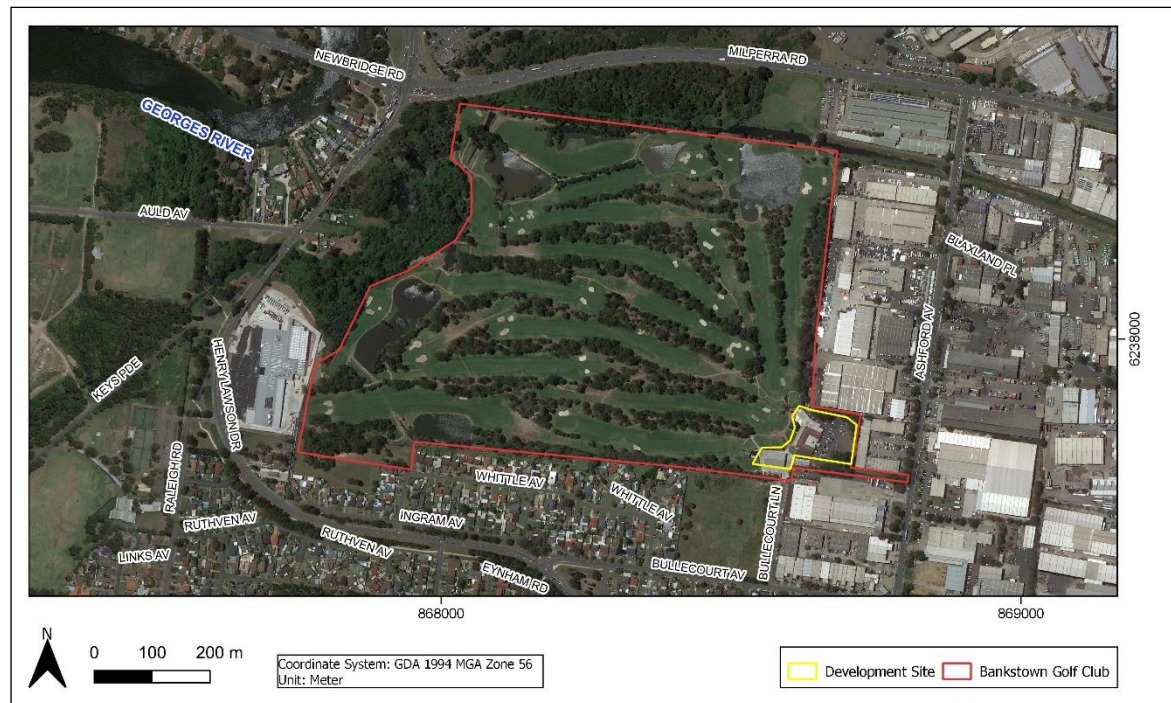 NEWBRIDGE RD
MILPERRA RD
GEORGES RIVER
AULD AV
BLAXLAND PL
ASHFORD AV
6238000
KEYS PDE
HENRY LAWSON DR
RALEIGH RD
WHITTLE AV
WHITTLE AV
INGRAM AV
RUTHVEN AV
RUTHVEN AV
LINKS AV
EYNHAM RD
BULLECOURT AV
BULLECOURT LN
868000
869000
N
0 100 200 m
Coordinate System: GDA 1994 MGA Zone 56
Unit: Meter
Development Site
Bankstown Golf Club